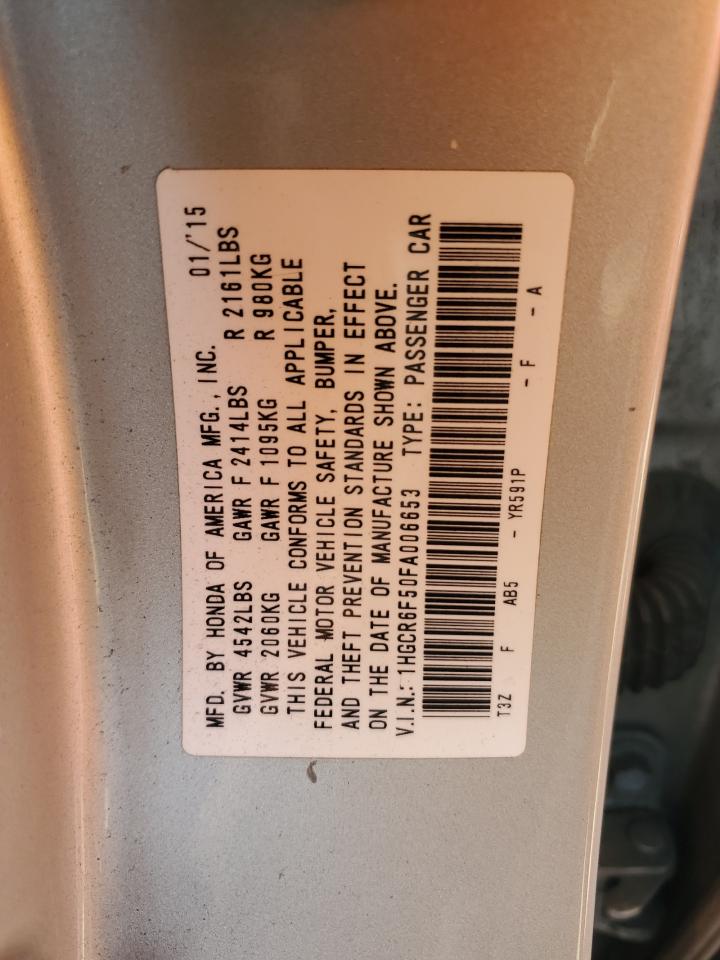 MFD. BY HONDA OF AMERICA MFG., INC. 01/'15
GVWR 4542LBS GAWR F 2414LBS R 2161LBS
GVWR 2060KG GAWR F 1095KG R 980KG
THIS VEHICLE CONFORMS TO ALL APPLICABLE
FEDERAL MOTOR VEHICLE SAFETY, BUMPER,
AND THEFT PREVENTION STANDARDS IN EFFECT
ON THE DATE OF MANUFACTURE SHOWN ABOVE.
V.I.N.: 1HGCR6F50FA006653 TYPE: PASSENGER CAR
T3Z F AB5 - YR591P - F - A